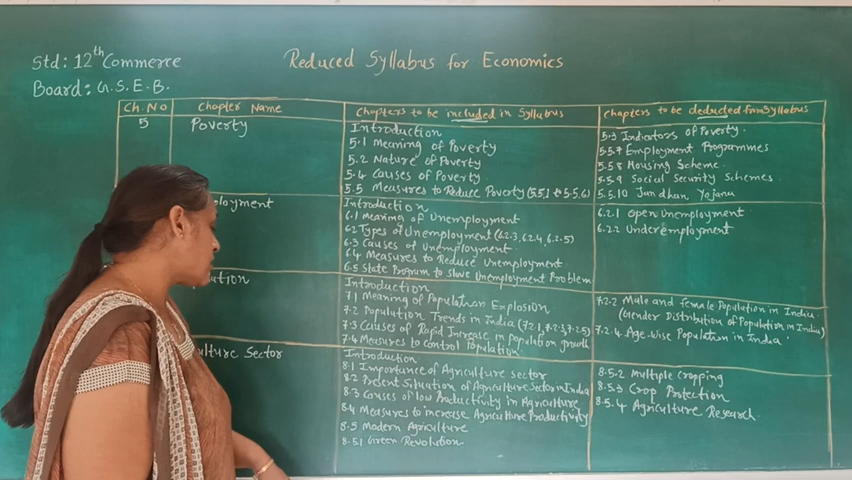 Reduced Syllabus for Economics
Std: 12th Commerce
Board: G.S.E.B.
Ch.No
Chapter Name
Chapters to be included in Syllabus
Chapters to be deducted from Syllabus
5
Poverty
Introduction
5.1 Meaning of Poverty
5.2 Nature of Poverty
5.4 Causes of Poverty.
5.5 Measures to Reduce Poverty (5.5.1 to 5.5.6)
5.3 Indicators of Poverty.
5.5.7 Employment Programmes
5.5.8 Housing Scheme.
5.5.9 Social Security Schemes.
5.5.10 Jan dhan Yojana
ployment
Introduction
6.1 Meaning of Unemployment
6.2 Types of Unemployment (6.2.3, 6.2.4, 6.2.5)
6.3 Causes of Unemployment
6.4 Measures to Reduce Unemployment
6.5 State Program to slove Unemployment Problem
6.2.1 Open Unemployment
6.2.2 Underemployment
lation
Introduction
7.1 Meaning of Population Explosion
7.2 Population Trends in India (7.2.1, 7.2.3, 7.2.5)
7.3 Causes of Rapid Increase in Population growth
7.4 Measures to control Population.
7.2.2 Male and female Population in India
(Gender Distribution of Population in India)
7.2.4 Age-wise Population in India.
ulture Sector
Introduction
8.1 Importance of Agriculture Sector
8.2 Present Situation of Agriculture Sector in India
8.3 Causes of low Productivity in Agriculture
8.4 Measures to increase Agriculture Productivity
8.5 Modern Agriculture
8.5.1 Green Revolution
8.5.2 Multiple Cropping
8.5.3 Crop Protection
8.5.4 Agriculture Research